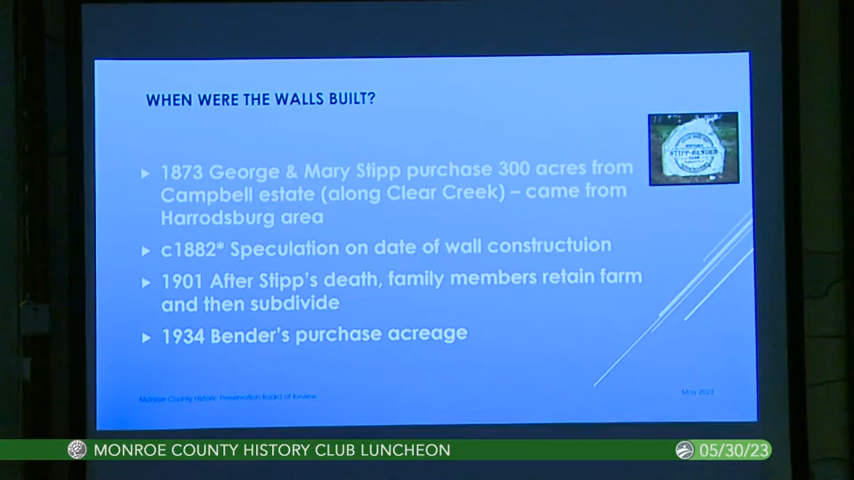 WHEN WERE THE WALLS BUILT?
1873 George & Mary Stipp purchase 300 acres from
Campbell estate (along Clear Creek) – came from
Harrodsburg area
c1882* Speculation on date of wall constructuion
1901 After Stipp's death, family members retain farm
and then subdivide
1934 Bender's purchase acreage
STIPP-BENDER
Monroe County Historic Preservation Board of Review
May 2023
MONROE COUNTY HISTORY CLUB LUNCHEON
05/30/23